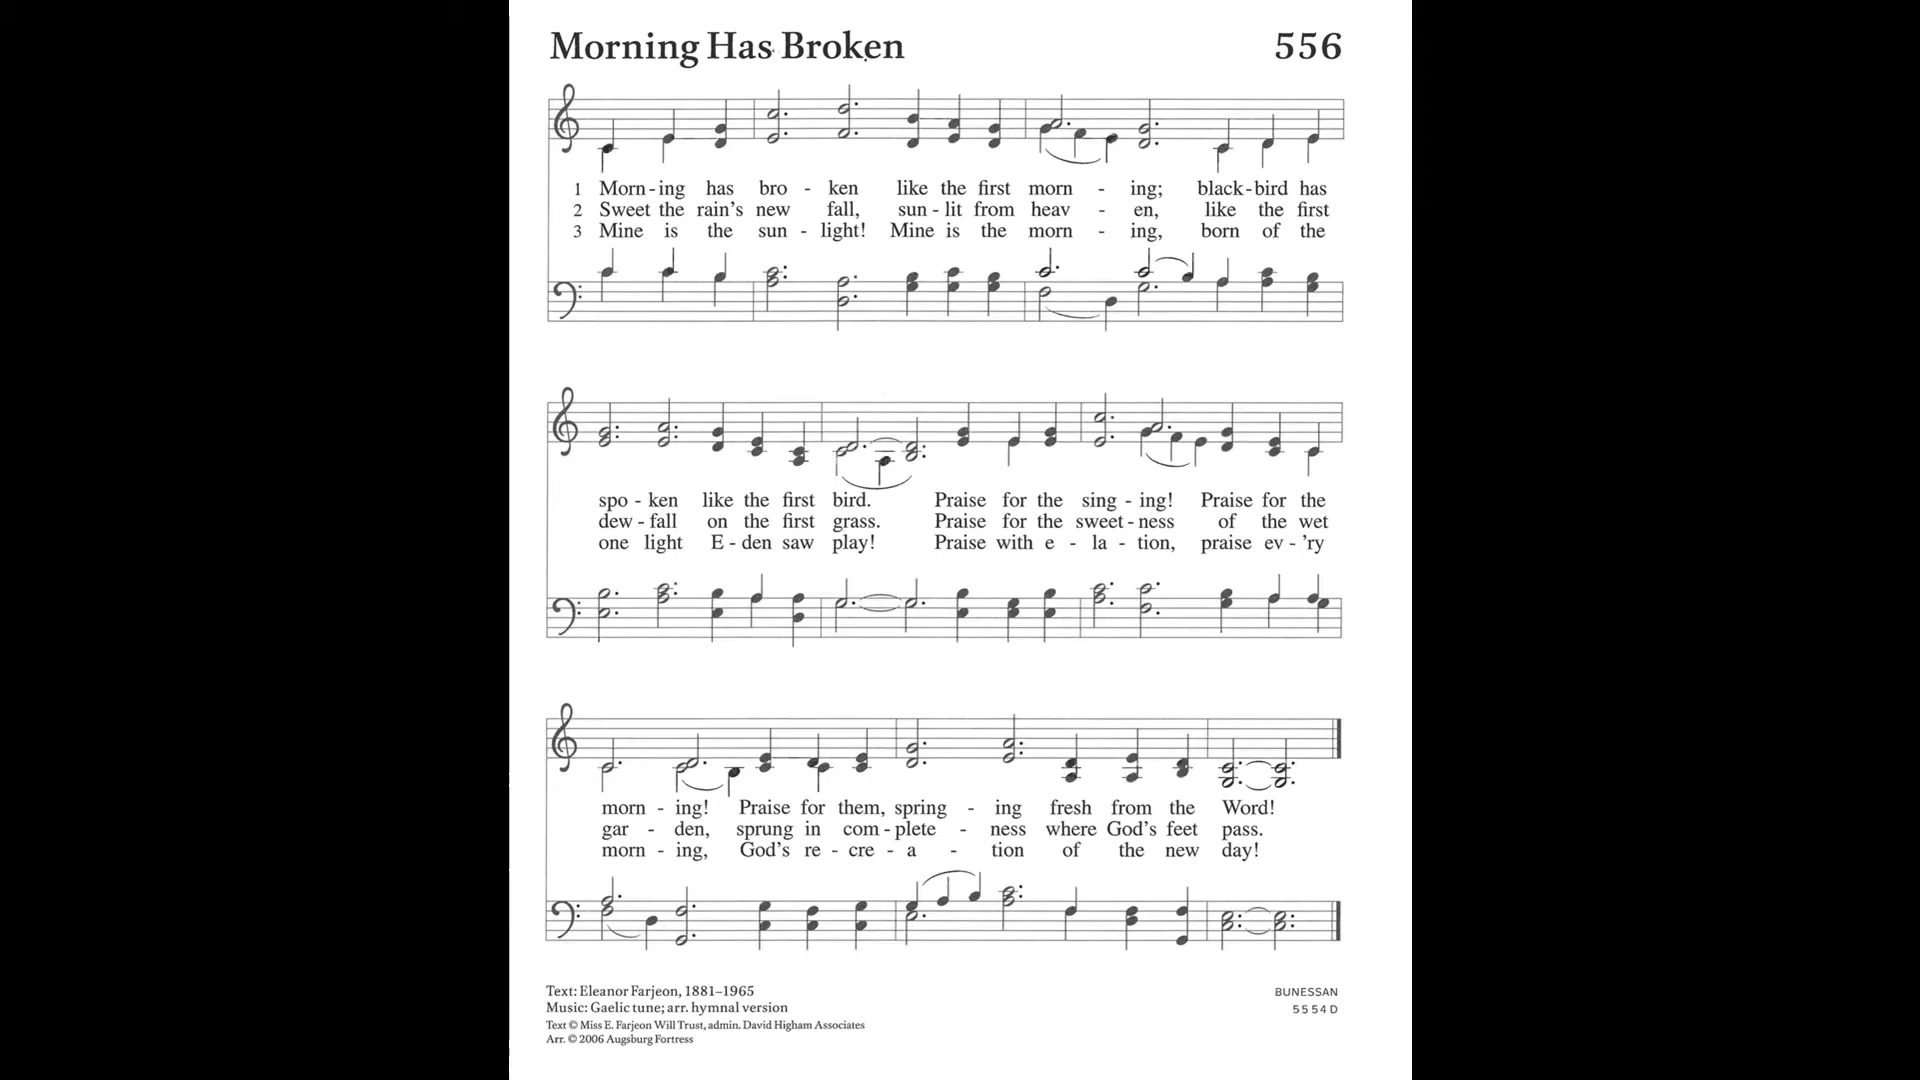 Morning Has Broken 556
1 Morn - ing has bro - ken like the first morn - ing; black - bird has
2 Sweet the rain's new fall, sun - lit from heav - en, like the first
3 Mine is the sun - light! Mine is the morn - ing, born of the
spo - ken like the first bird. Praise for the sing - ing! Praise for the
dew - fall on the first grass. Praise for the sweet - ness of the wet
one light E - den saw play! Praise with e - la - tion, praise ev - 'ry
morn - ing! Praise for them, spring - ing fresh from the Word!
gar - den, sprung in com - plete - ness where God's feet pass.
morn - ing, God's re - cre - a - tion of the new day!
Text: Eleanor Farjeon, 1881–1965 BUNESSAN
Music: Gaelic tune; arr. hymnal version 5 5 5 4 D
Text © Miss E. Farjeon Will Trust, admin. David Higham Associates
Arr. © 2006 Augsburg Fortress